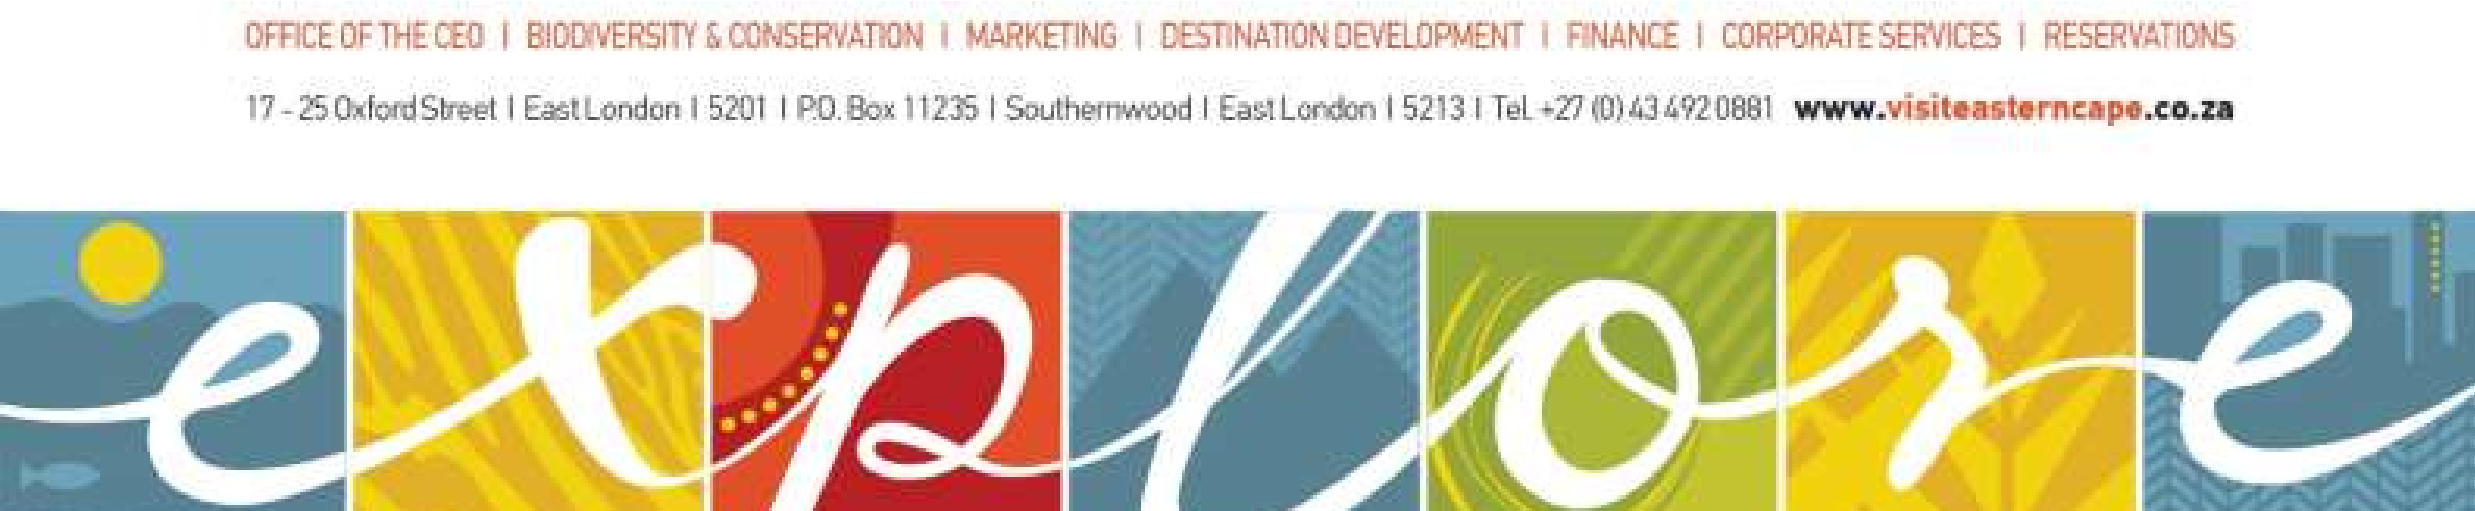 OFFICE OF THE CEO | BIODIVERSITY & CONSERVATION | MARKETING | DESTINATION DEVELOPMENT | FINANCE | CORPORATE SERVICES | RESERVATIONS
17 - 25 Oxford Street | East London | 5201 | P.O. Box 11235 | Southernwood | East London | 5213 | Tel. +27 (0) 43 492 0881 www.visiteasterncape.co.za
explore